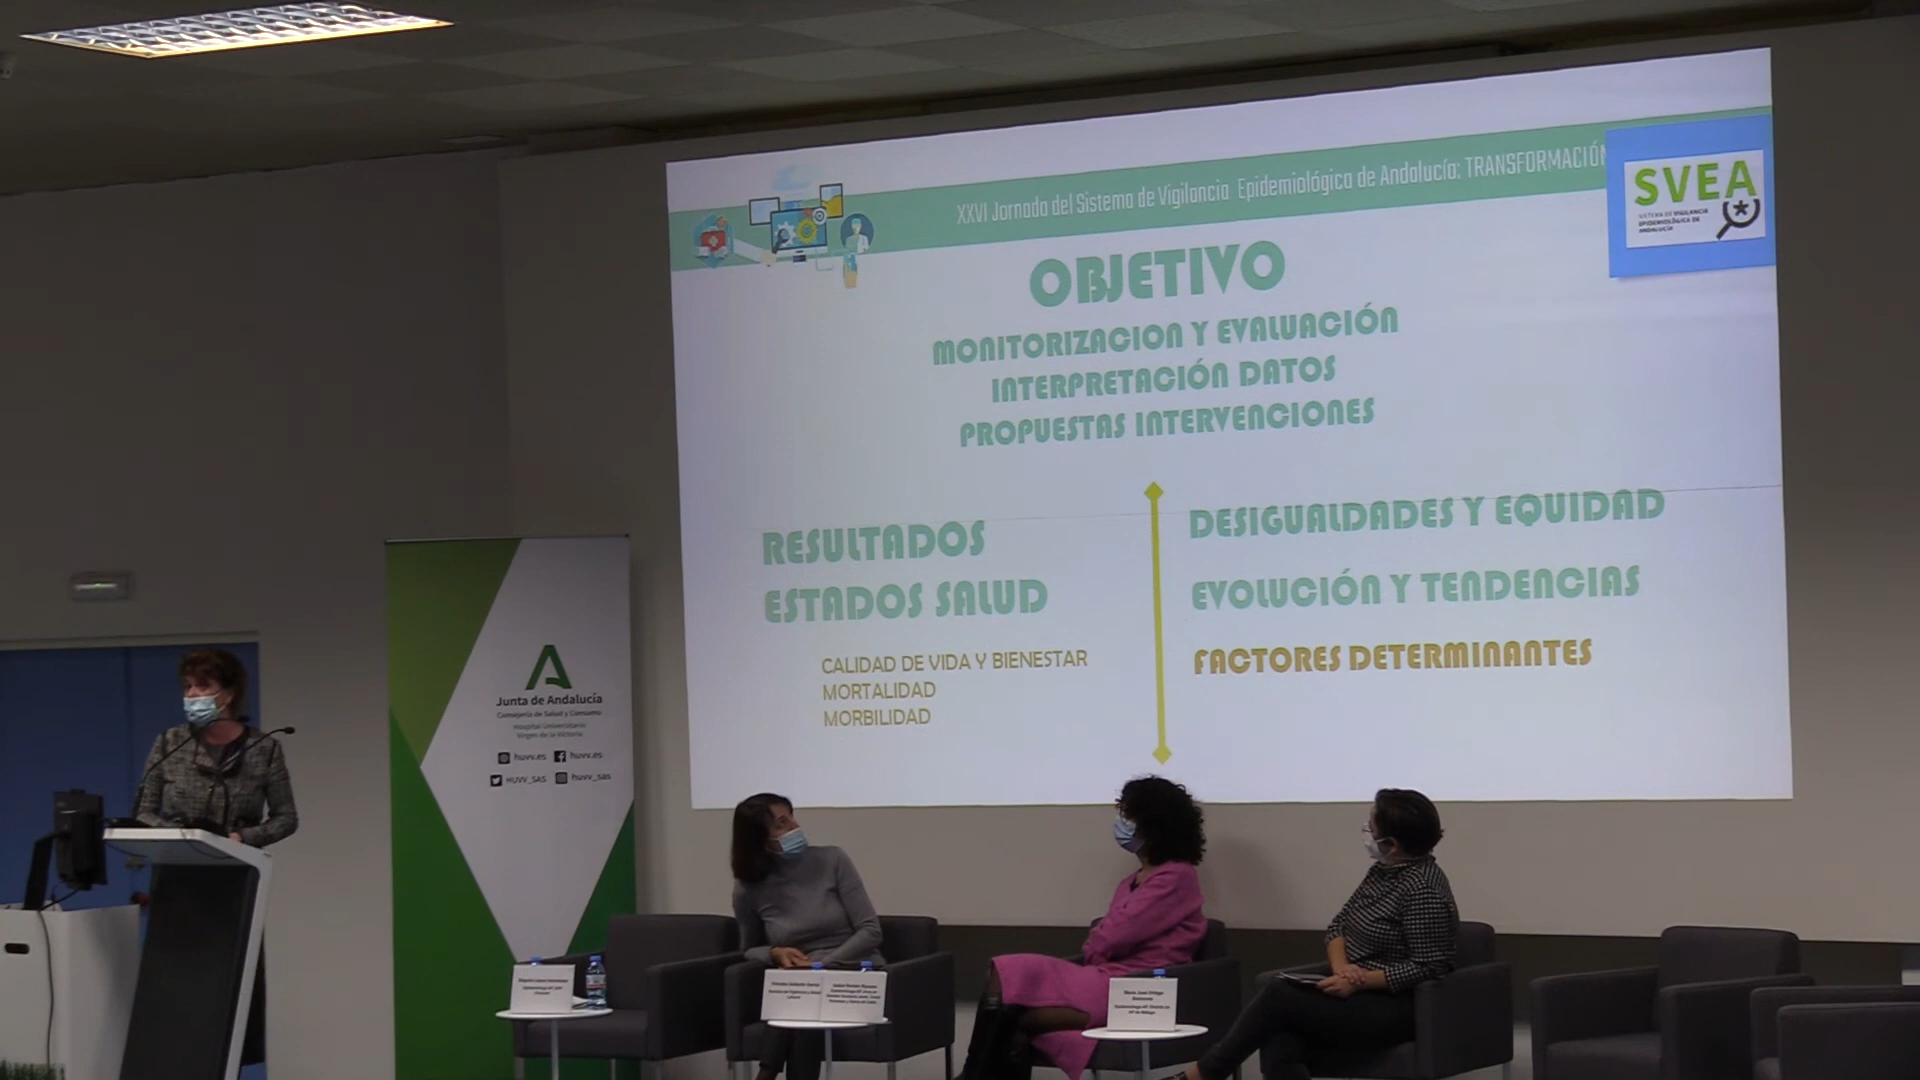 XXVI Jornada del Sistema de Vigilancia Epidemiológica de Andalucía: TRANSFORMACIÓN
SVEA
SISTEMA DE VIGILANCIA
EPIDEMIOLÓGICA DE
ANDALUCÍA
OBJETIVO
MONITORIZACION Y EVALUACIÓN
INTERPRETACIÓN DATOS
PROPUESTAS INTERVENCIONES
RESULTADOS
ESTADOS SALUD
CALIDAD DE VIDA Y BIENESTAR
MORTALIDAD
MORBILIDAD
DESIGUALDADES Y EQUIDAD
EVOLUCIÓN Y TENDENCIAS
FACTORES DETERMINANTES
Junta de Andalucía
Consejería de Salud y Consumo
Hospital Universitario
Virgen de la Victoria
huvv.es huvv.es
HUVV_SAS huvv_sas